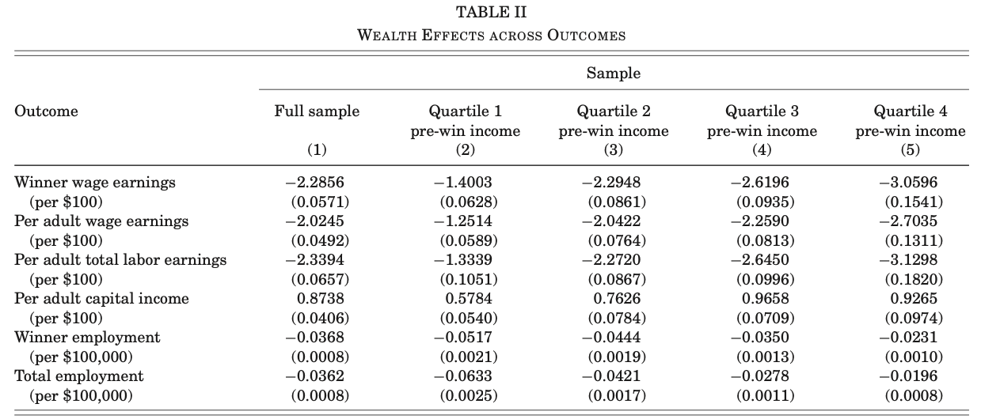 TABLE II
WEALTH EFFECTS ACROSS OUTCOMES
Sample
Outcome Full sample Quartile 1 Quartile 2 Quartile 3 Quartile 4
pre-win income pre-win income pre-win income pre-win income
(1) (2) (3) (4) (5)
Winner wage earnings −2.2856 −1.4003 −2.2948 −2.6196 −3.0596
(per $100) (0.0571) (0.0628) (0.0861) (0.0935) (0.1541)
Per adult wage earnings −2.0245 −1.2514 −2.0422 −2.2590 −2.7035
(per $100) (0.0492) (0.0589) (0.0764) (0.0813) (0.1311)
Per adult total labor earnings −2.3394 −1.3339 −2.2720 −2.6450 −3.1298
(per $100) (0.0657) (0.1051) (0.0867) (0.0996) (0.1820)
Per adult capital income 0.8738 0.5784 0.7626 0.9658 0.9265
(per $100) (0.0406) (0.0540) (0.0784) (0.0709) (0.0974)
Winner employment −0.0368 −0.0517 −0.0444 −0.0350 −0.0231
(per $100,000) (0.0008) (0.0021) (0.0019) (0.0013) (0.0010)
Total employment −0.0362 −0.0633 −0.0421 −0.0278 −0.0196
(per $100,000) (0.0008) (0.0025) (0.0017) (0.0011) (0.0008)